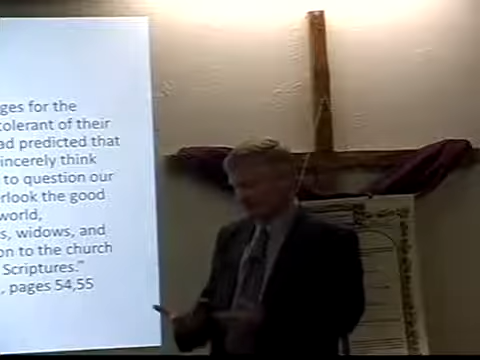 ges for the
tolerant of their
ad predicted that
incerely think
to question our
rlook the good
world,
s, widows, and
on to the church
Scriptures."
, pages 54,55